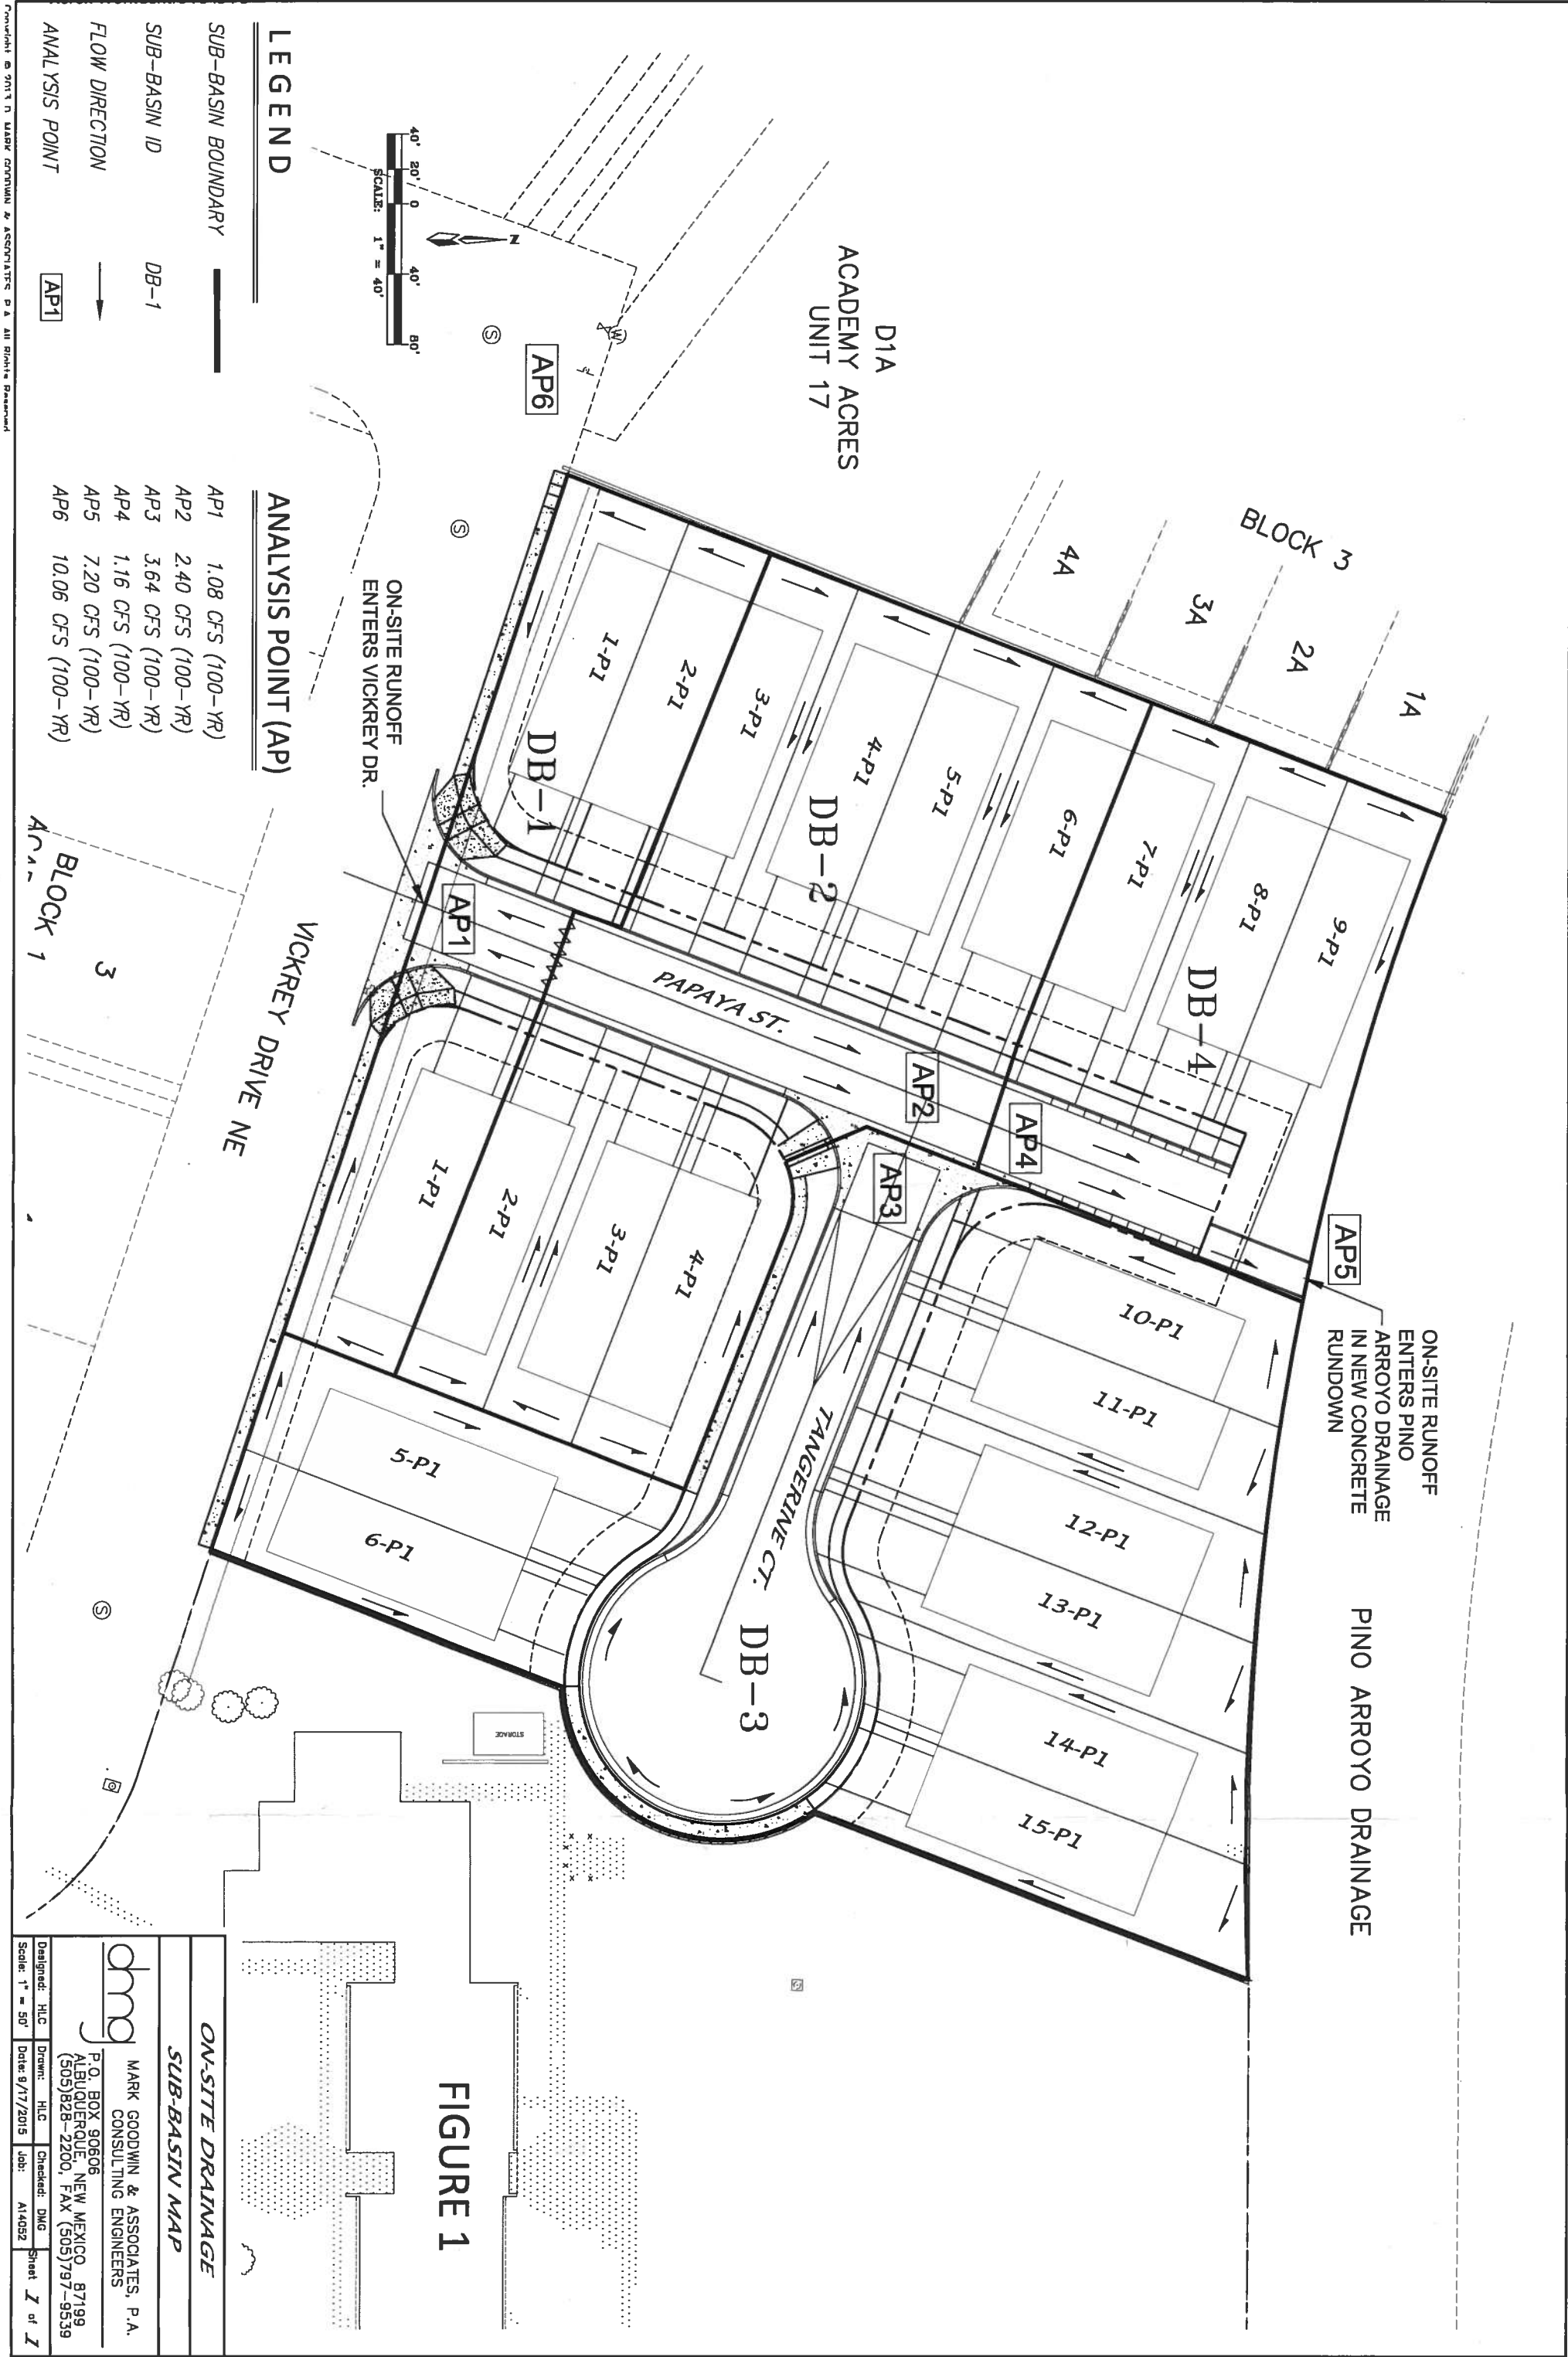 ON-SITE RUNOFF
ENTERS PINO
ARROYO DRAINAGE
IN NEW CONCRETE
RUNDOWN
PINO ARROYO DRAINAGE
AP5
BLOCK 3
1A
2A
3A
4A
D1A
ACADEMY ACRES
UNIT 17
9-P1
8-P1
7-P1
6-P1
5-P1
4-P1
3-P1
2-P1
1-P1
DB-4
DB-2
DB-1
AP4
AP2
AP3
AP1
AP6
PAPAYA ST.
TANGERINE CT.
DB-3
10-P1
11-P1
12-P1
13-P1
14-P1
15-P1
1-P1
2-P1
3-P1
4-P1
5-P1
6-P1
STORAGE
W
S
S
S
ON-SITE RUNOFF
ENTERS VICKREY DR.
VICKREY DRIVE NE
3
BLOCK 1
40' 20' 0 40' 80'
SCALE: 1" = 40'
N
LEGEND
SUB-BASIN BOUNDARY
SUB-BASIN ID DB-1
FLOW DIRECTION
ANALYSIS POINT AP1
ANALYSIS POINT (AP)
AP1 1.08 CFS (100-YR)
AP2 2.40 CFS (100-YR)
AP3 3.64 CFS (100-YR)
AP4 1.16 CFS (100-YR)
AP5 7.20 CFS (100-YR)
AP6 10.06 CFS (100-YR)
FIGURE 1
ON-SITE DRAINAGE
SUB-BASIN MAP
dmg
MARK GOODWIN & ASSOCIATES, P.A.
CONSULTING ENGINEERS
P.O. BOX 90606
ALBUQUERQUE, NEW MEXICO 87199
(505)828-2200, FAX (505)797-9539
Designed: HLC Drawn: HLC Checked: DMG Sheet 1 of 1
Scale: 1" = 50' Date: 9/17/2015 Job: A14052